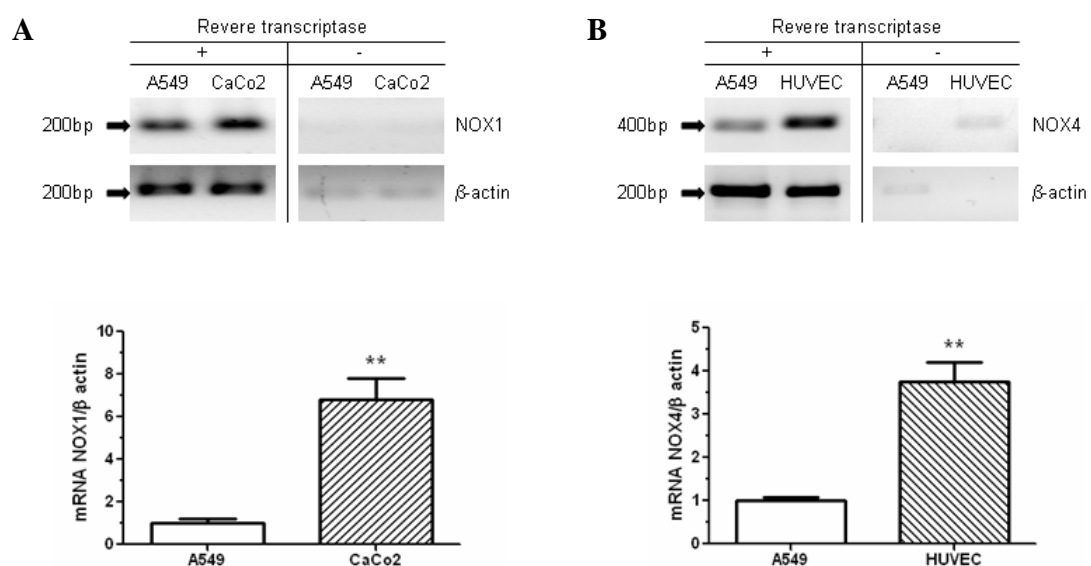 A
Revere transcriptase
+ -
A549 CaCo2 A549 CaCo2
200bp NOX1
200bp β-actin
B
Revere transcriptase
+ -
A549 HUVEC A549 HUVEC
400bp NOX4
200bp β-actin
mRNA NOX1/β actin
10
8
6
4
2
0
**
A549 CaCo2
mRNA NOX4/β actin
5
4
3
2
1
0
**
A549 HUVEC